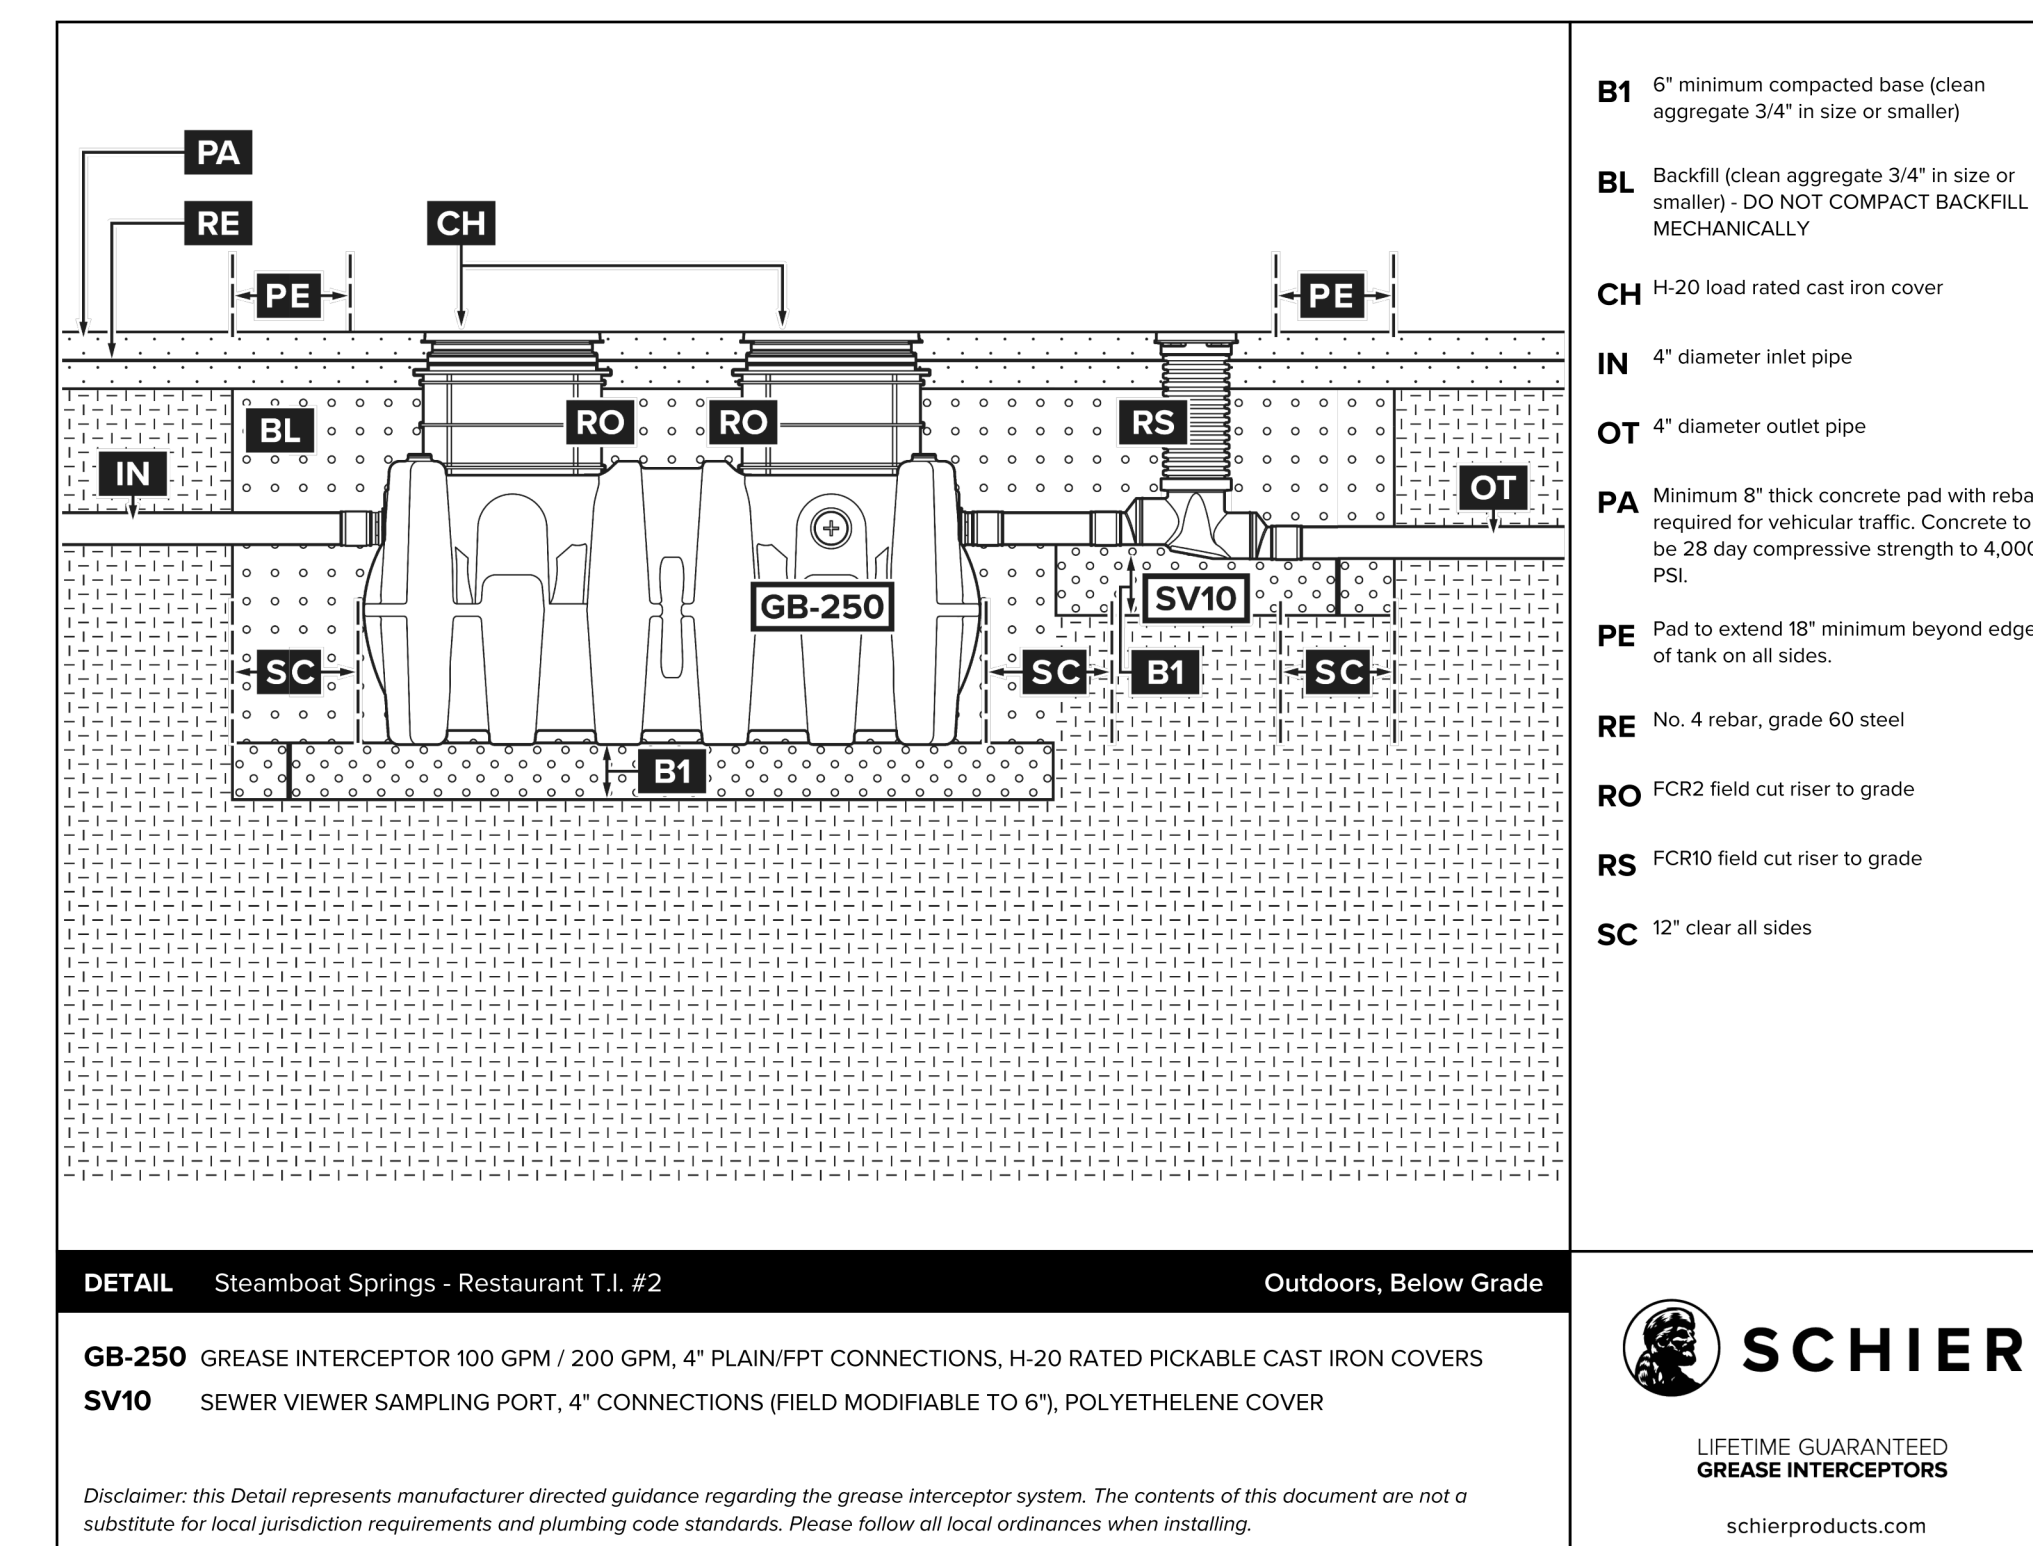 PA
RE
CH
PE
PE
BL
RO
RO
RS
IN
OT
GB-250
SV10
SC
SC
B1
SC
B1
B1 6" minimum compacted base (clean
aggregate 3/4" in size or smaller)
BL Backfill (clean aggregate 3/4" in size or
smaller) - DO NOT COMPACT BACKFILL
MECHANICALLY
CH H-20 load rated cast iron cover
IN 4" diameter inlet pipe
OT 4" diameter outlet pipe
PA Minimum 8" thick concrete pad with reba
required for vehicular traffic. Concrete to
be 28 day compressive strength to 4,000
PSI.
PE Pad to extend 18" minimum beyond edge
of tank on all sides.
RE No. 4 rebar, grade 60 steel
RO FCR2 field cut riser to grade
RS FCR10 field cut riser to grade
SC 12" clear all sides
DETAIL Steamboat Springs - Restaurant T.I. #2 Outdoors, Below Grade
GB-250 GREASE INTERCEPTOR 100 GPM / 200 GPM, 4" PLAIN/FPT CONNECTIONS, H-20 RATED PICKABLE CAST IRON COVERS
SV10 SEWER VIEWER SAMPLING PORT, 4" CONNECTIONS (FIELD MODIFIABLE TO 6"), POLYETHELENE COVER
Disclaimer: this Detail represents manufacturer directed guidance regarding the grease interceptor system. The contents of this document are not a
substitute for local jurisdiction requirements and plumbing code standards. Please follow all local ordinances when installing.
SCHIER
LIFETIME GUARANTEED
GREASE INTERCEPTORS
schierproducts.com